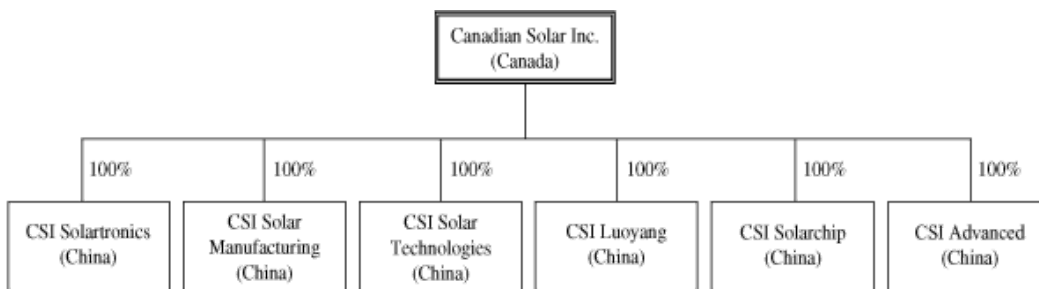 Canadian Solar Inc.
(Canada)
100%
100%
100%
100%
100%
100%
CSI Solartronics
(China)
CSI Solar
Manufacturing
(China)
CSI Solar
Technologies
(China)
CSI Luoyang
(China)
CSI Solarchip
(China)
CSI Advanced
(China)